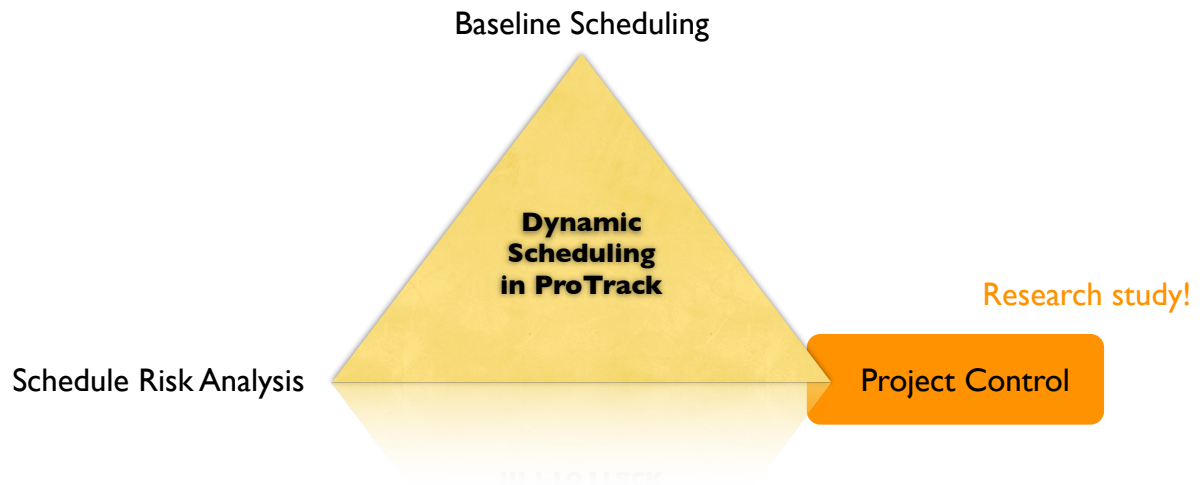 Baseline Scheduling
Dynamic
Scheduling
in ProTrack
Research study!
Schedule Risk Analysis
Project Control